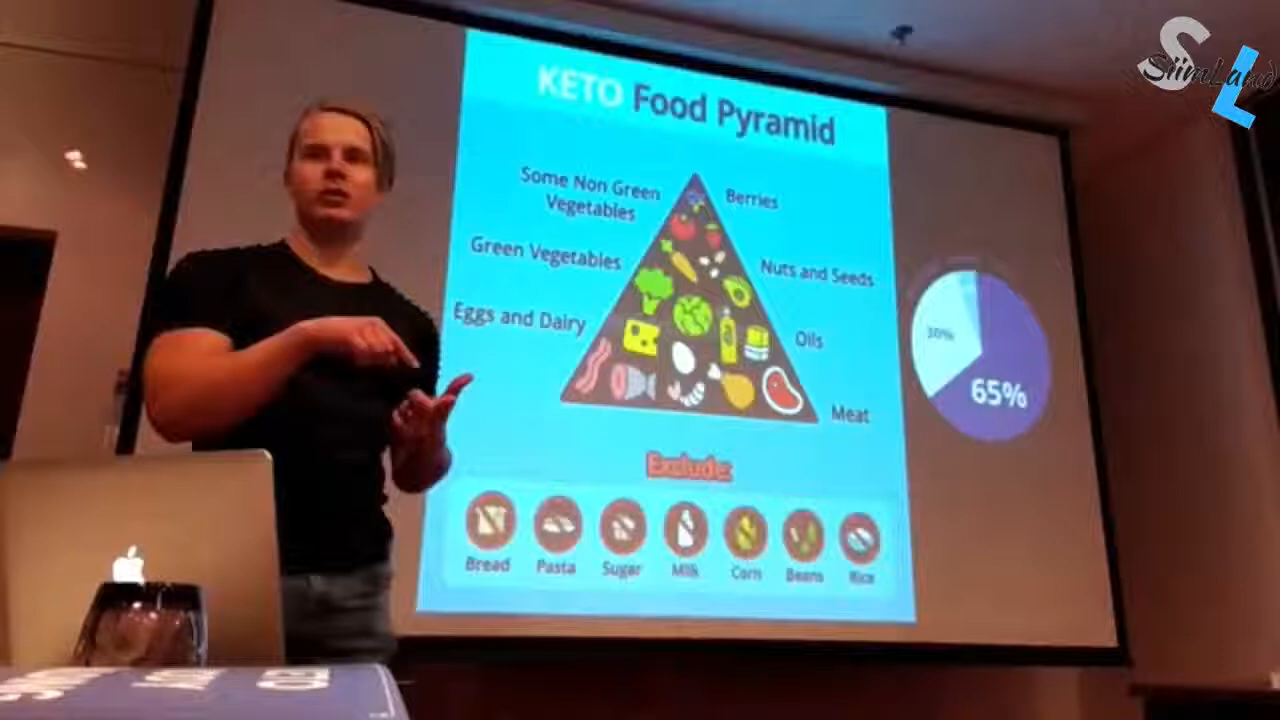 S
SiimLand
L
KETO Food Pyramid
Some Non Green
Vegetables
Berries
Green Vegetables
Nuts and Seeds
Eggs and Dairy
Oils
Meat
30%
65%
Exclude:
Bread
Pasta
Sugar
Milk
Corn
Beans
Rice